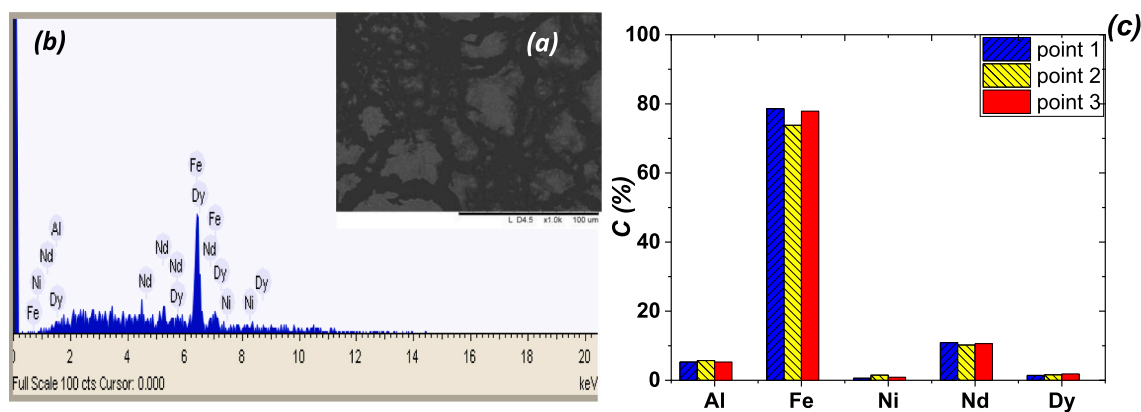 (b)
(a)
(c)
Fe
Dy
Al
Nd
Ni
Fe
Dy
Nd
Nd
Nd
Dy
Fe
Nd
Dy
Ni
Ni
Dy
0 2 4 6 8 10 12 14 16 18 20
Full Scale 100 cts Cursor: 0.000 keV
L D4.5 x1.0k 100 um
point 1
point 2
point 3
C (%)
100
80
60
40
20
0
Al Fe Ni Nd Dy